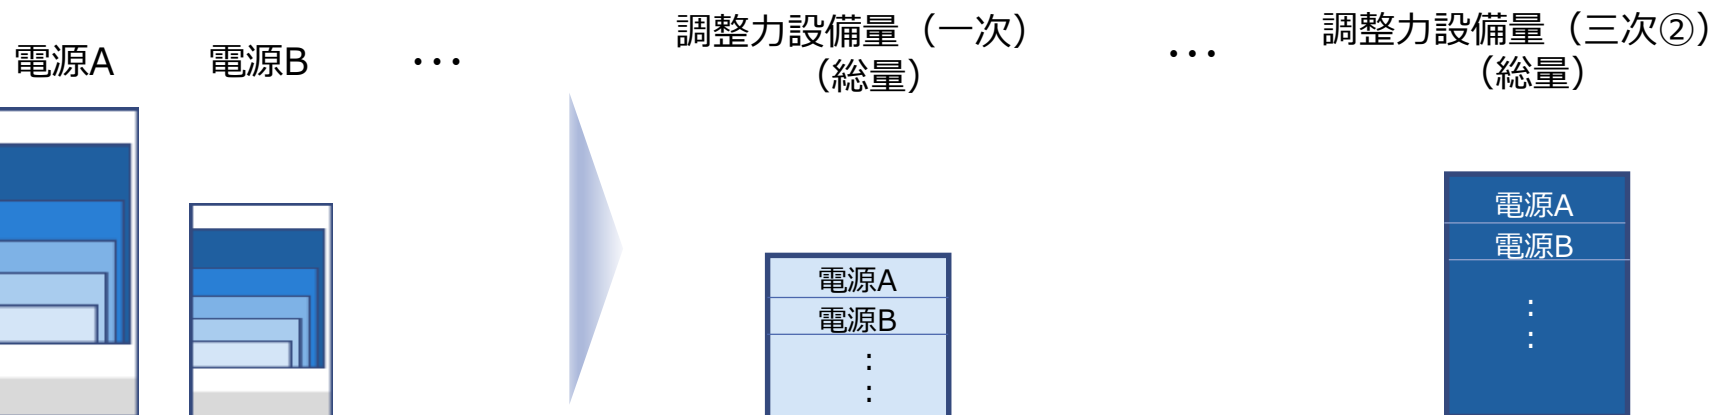 電源A
電源B
･･･
調整力設備量（一次）
（総量）
･･･
調整力設備量（三次②）
（総量）
電源A
電源B
：
：
電源A
電源B
：
：